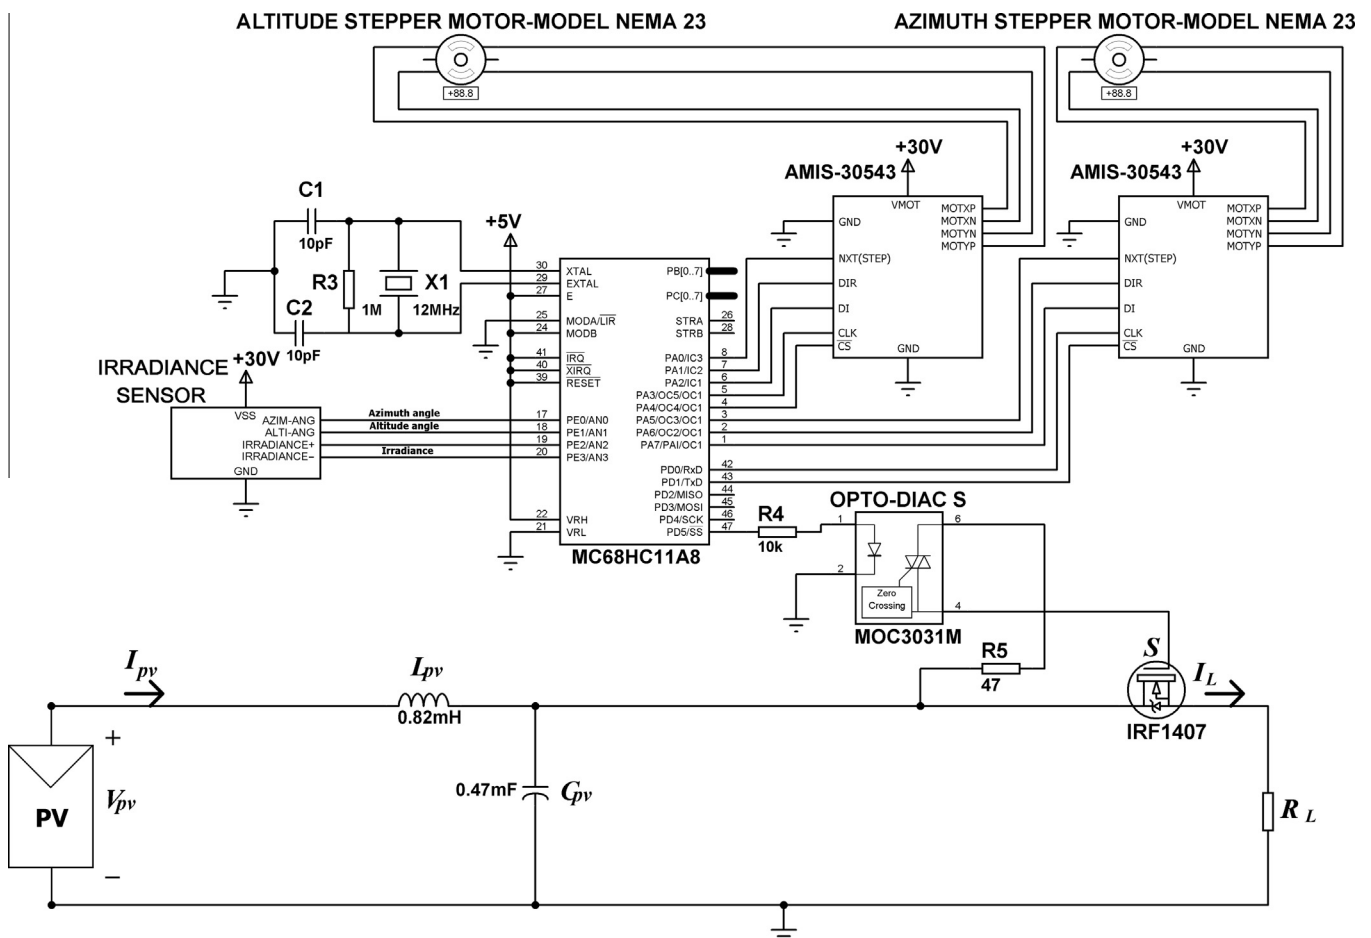 ALTITUDE STEPPER MOTOR-MODEL NEMA 23
AZIMUTH STEPPER MOTOR-MODEL NEMA 23
+88.8
+88.8
+30V
AMIS-30543
VMOT
GND
MOTXP
MOTXN
MOTYN
MOTYP
NXT(STEP)
DIR
DI
CLK
CS
GND
+30V
AMIS-30543
VMOT
GND
MOTXP
MOTXN
MOTYN
MOTYP
NXT(STEP)
DIR
DI
CLK
CS
GND
C1
10pF
R3
1M
X1
12MHz
C2
10pF
+5V
IRRADIANCE
SENSOR
+30V
VSS
AZIM-ANG
ALTI-ANG
IRRADIANCE+
IRRADIANCE−
GND
Azimuth angle
Altitude angle
Irradiance
30 XTAL
29 EXTAL
27 E
25 MODA/LIR
24 MODB
41 IRQ
40 XIRQ
39 RESET
17 PE0/AN0
18 PE1/AN1
19 PE2/AN2
20 PE3/AN3
22 VRH
21 VRL
PB[0..7]
PC[0..7]
STRA 26
STRB 28
PA0/IC3 8
PA1/IC2 7
PA2/IC1 6
PA3/OC5/OC1 5
PA4/OC4/OC1 4
PA5/OC3/OC1 3
PA6/OC2/OC1 2
PA7/PAI/OC1 1
PD0/RxD 42
PD1/TxD 43
PD2/MISO 44
PD3/MOSI 45
PD4/SCK 46
PD5/SS 47
MC68HC11A8
R4
10k
OPTO-DIAC S
1
2
6
4
Zero
Crossing
MOC3031M
R5
47
S
IRF1407
I L
I pv
L pv
0.82mH
0.47mF
C pv
PV
+
V pv
−
R L